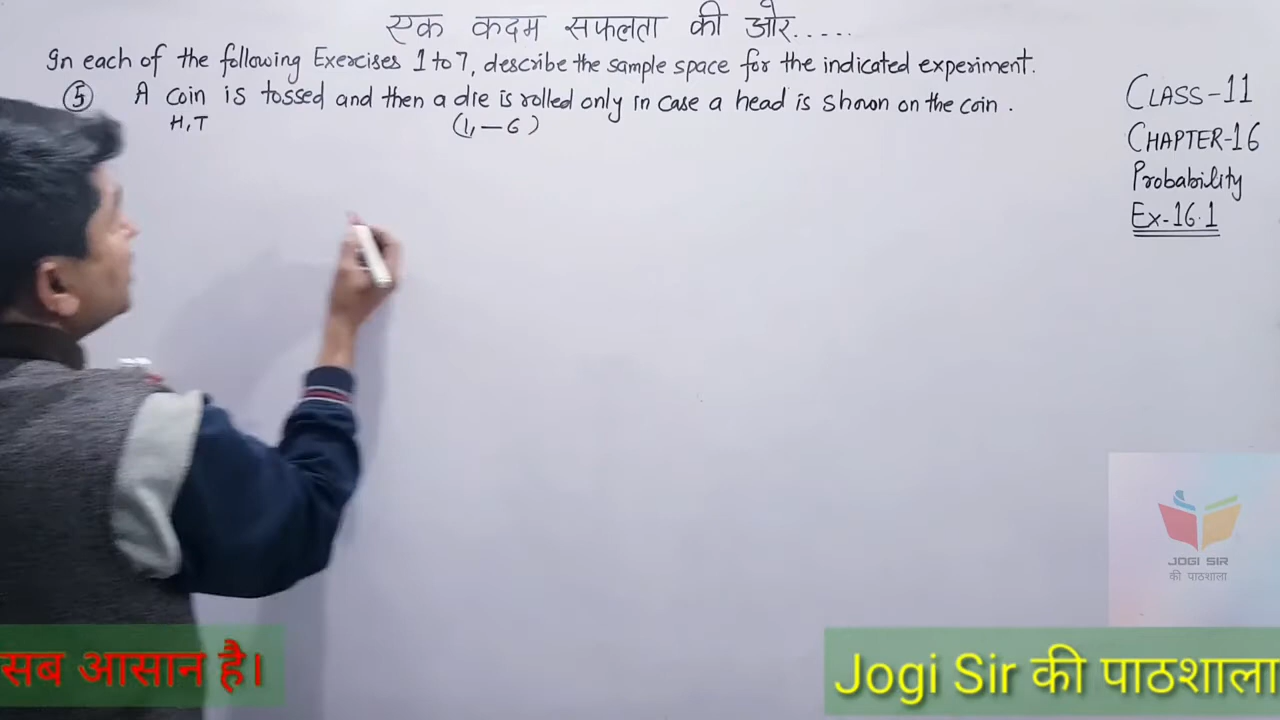 एक कदम सफलता की ओर.....
In each of the following Exercises 1 to 7, describe the sample space for the indicated experiment.
⑤ A coin is tossed and then a die is rolled only in case a head is shown on the coin.
H, T
(1, — 6)
CLASS-11
CHAPTER-16
Probability
Ex-16.1
JOGI SIR
की पाठशाला
सब आसान है।
Jogi Sir की पाठशाला